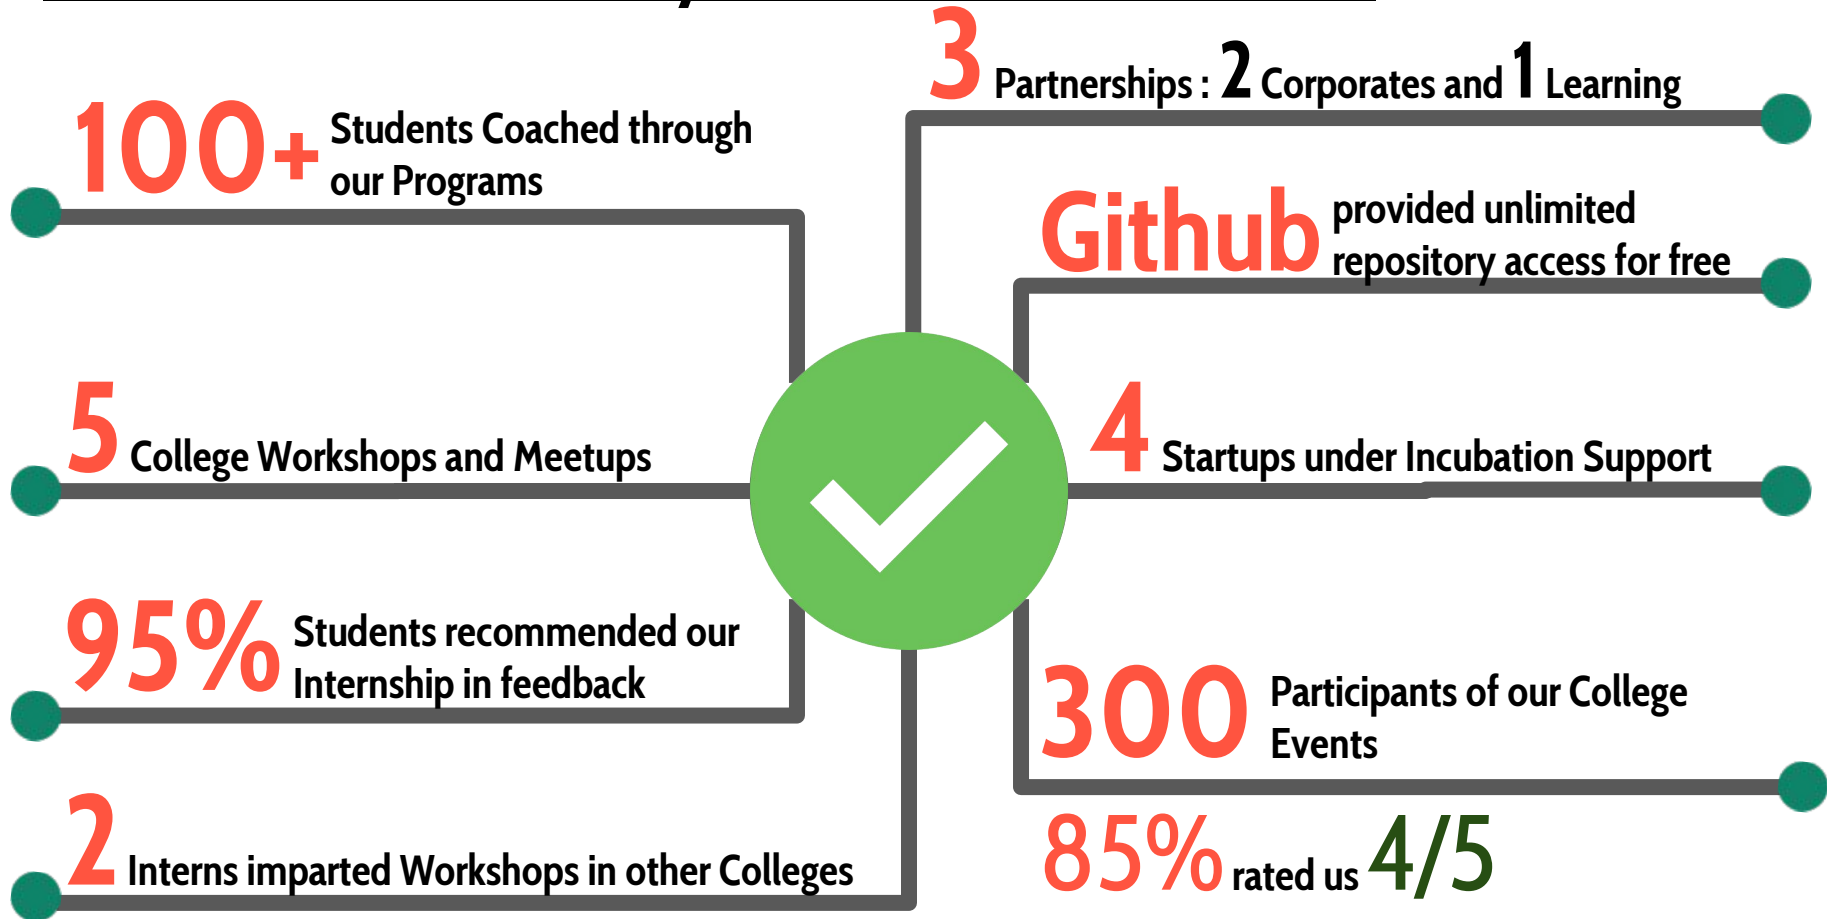 3 Partnerships : 2 Corporates and 1 Learning
100+ Students Coached through
our Programs
Github provided unlimited
repository access for free
5 College Workshops and Meetups
4 Startups under Incubation Support
95% Students recommended our
Internship in feedback
300 Participants of our College
Events
85% rated us 4/5
2 Interns imparted Workshops in other Colleges